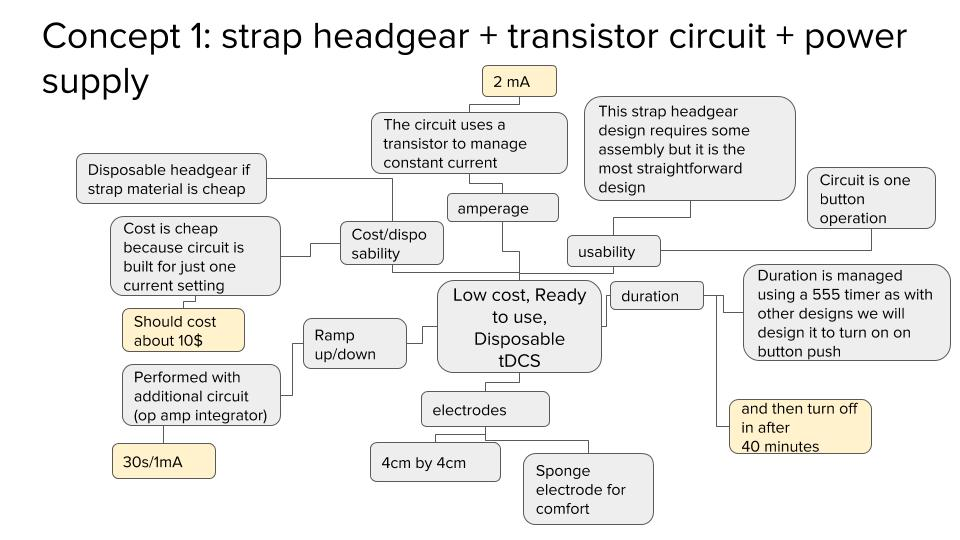 Concept 1: strap headgear + transistor circuit + power
supply
2 mA
The circuit uses a
transistor to manage
constant current
This strap headgear
design requires some
assembly but it is the
most straightforward
design
Disposable headgear if
strap material is cheap
Circuit is one
button
operation
amperage
Cost is cheap
because circuit is
built for just one
current setting
Cost/dispo
sability
usability
Duration is managed
using a 555 timer as with
other designs we will
design it to turn on on
button push
Low cost, Ready
to use,
Disposable
tDCS
duration
Should cost
about 10$
Ramp
up/down
Performed with
additional circuit
(op amp integrator)
electrodes
and then turn off
in after
40 minutes
30s/1mA
4cm by 4cm
Sponge
electrode for
comfort